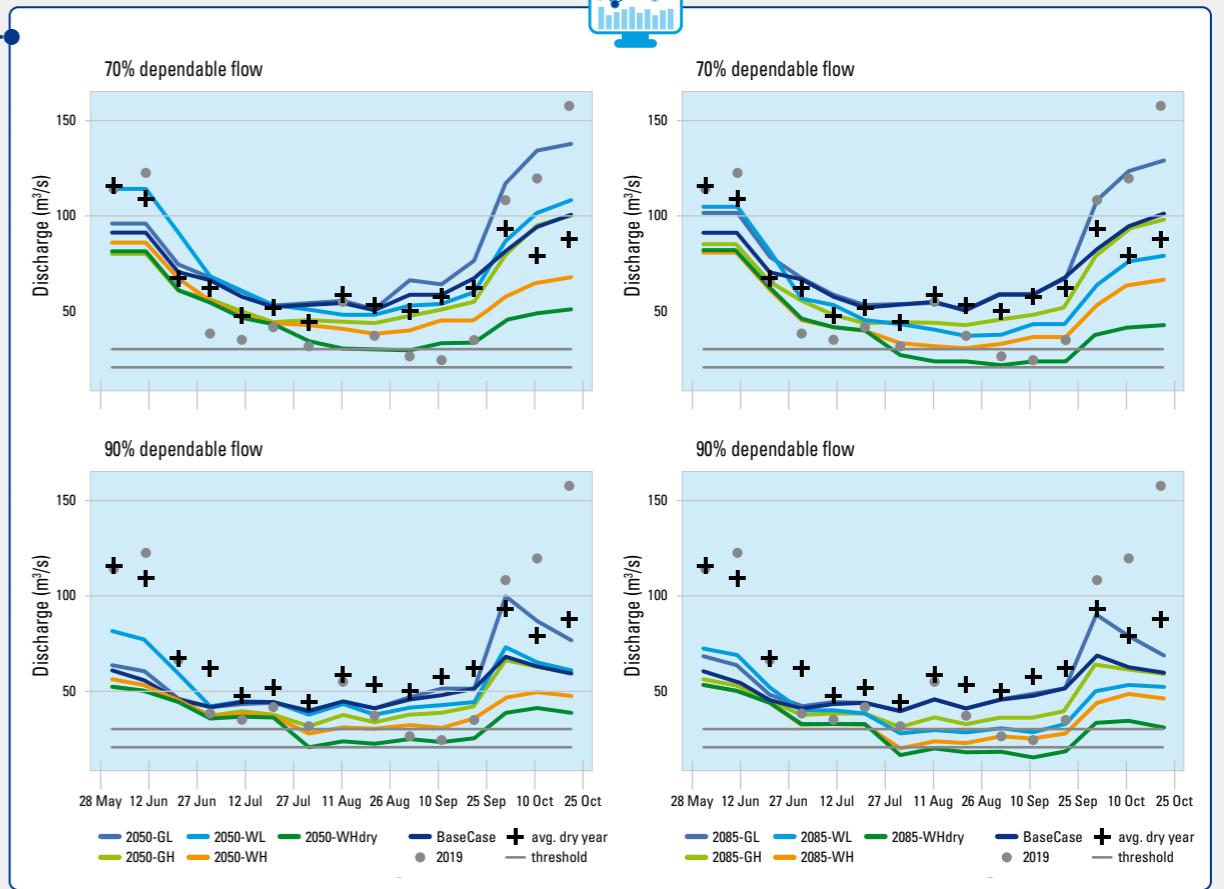 70% dependable flow
150
100
50
Discharge (m³/s)
70% dependable flow
150
100
50
Discharge (m³/s)
90% dependable flow
150
100
50
Discharge (m³/s)
28 May 12 Jun 27 Jun 12 Jul 27 Jul 11 Aug 26 Aug 10 Sep 25 Sep 10 Oct 25 Oct
2050-GL 2050-WL 2050-WHdry BaseCase avg. dry year
2050-GH 2050-WH 2019 threshold
90% dependable flow
150
100
50
Discharge (m³/s)
28 May 12 Jun 27 Jun 12 Jul 27 Jul 11 Aug 26 Aug 10 Sep 25 Sep 10 Oct 25 Oct
2085-GL 2085-WL 2085-WHdry BaseCase avg. dry year
2085-GH 2085-WH 2019 threshold